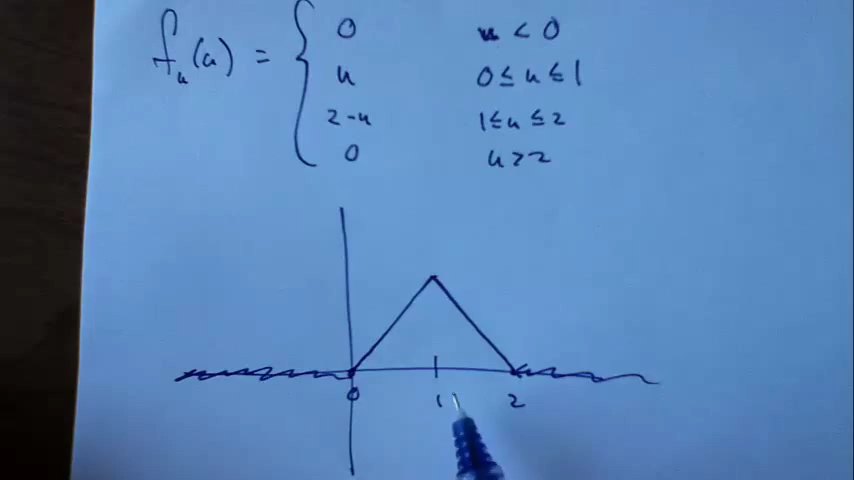 f_u(u) = { 0 u < 0
u 0 ≤ u ≤ 1
2-u 1 ≤ u ≤ 2
0 u > 2
0 1 2